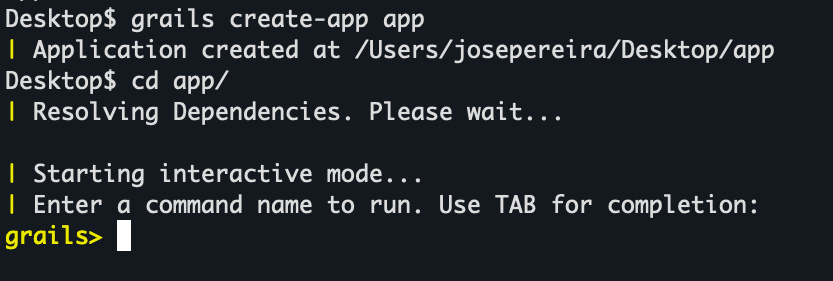 Desktop$ grails create-app app
| Application created at /Users/josepereira/Desktop/app
Desktop$ cd app/
| Resolving Dependencies. Please wait...
| Starting interactive mode...
| Enter a command name to run. Use TAB for completion:
grails>